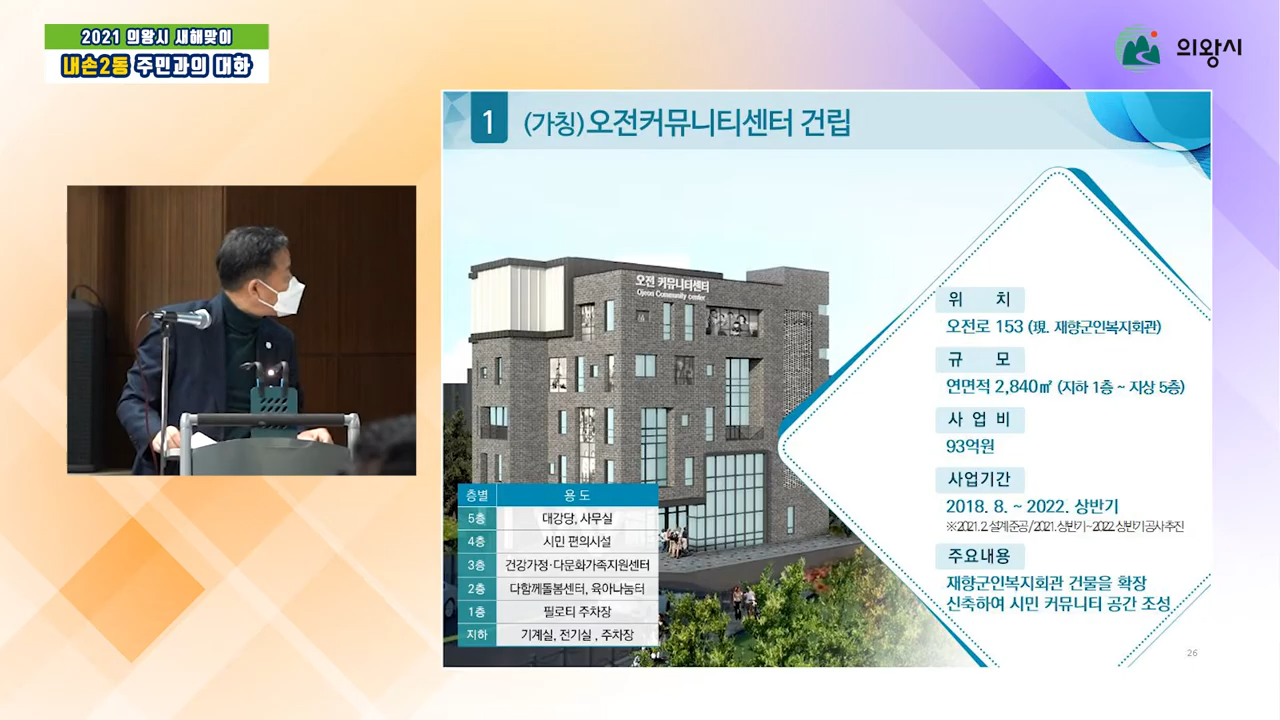 2021 의왕시 새해맞이
내손2동 주민과의 대화
의왕시
1 (가칭)오전커뮤니티센터 건립
오전 커뮤니티센터
Ojeon Community center
위 치
오전로 153 (現. 재향군인복지회관)
규 모
연면적 2,840㎡ (지하 1층 ~ 지상 5층)
사 업 비
93억원
사업기간
2018. 8. ~ 2022. 상반기
※2021.2. 설계준공/2021.상반기~2022.상반기 공사추진
주요내용
재향군인복지회관 건물을 확장
신축하여 시민 커뮤니티 공간 조성
층별 용 도
5층 대강당, 사무실
4층 시민 편의시설
3층 건강가정·다문화가족지원센터
2층 다함께돌봄센터, 육아나눔터
1층 필로티 주차장
지하 기계실, 전기실 , 주차장
26